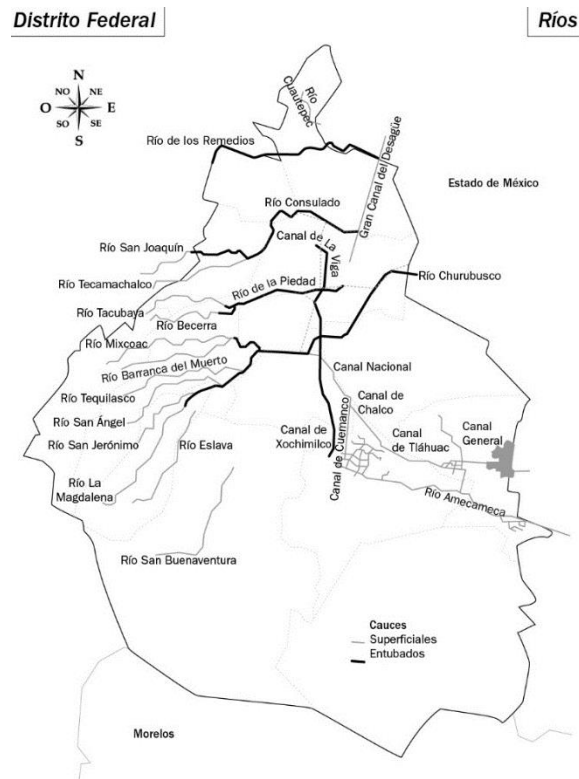 Distrito Federal
Ríos
N
NO
NE
O
E
SO
SE
S
Río
Cuautepec
Río de los Remedios
Gran Canal del Desagüe
Estado de México
Río Consulado
Canal de La Viga
Río San Joaquín
Río Tecamachalco
Río Churubusco
Río de la Piedad
Río Tacubaya
Río Becerra
Río Mixcoac
Río Barranca del Muerto
Canal Nacional
Río Tequilasco
Canal de
Chalco
Río San Ángel
Canal de
Xochimilco
Canal de Cuemanco
Canal
de Tláhuac
Canal
General
Río San Jerónimo
Río Eslava
Río La
Magdalena
Río Amecameca
Río San Buenaventura
Cauces
Superficiales
Entubados
Morelos